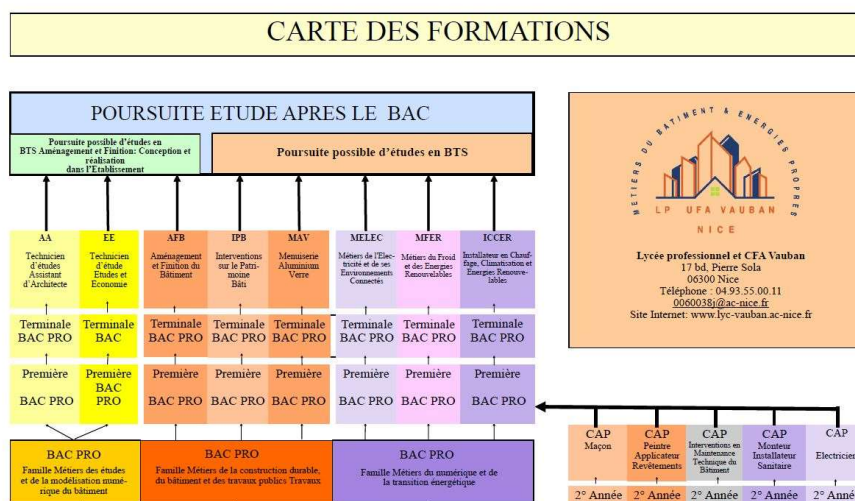 CARTE DES FORMATIONS
POURSUITE ETUDE APRES LE BAC
Poursuite possible d'études en
BTS Aménagement et Finition: Conception et
réalisation
dans l'Etablissement
Poursuite possible d'études en BTS
METIERS DU BATIMENT & ENERGIES PROPRES
LP UFA VAUBAN
NICE
Lycée professionnel et CFA Vauban
17 bd, Pierre Sola
06300 Nice
Téléphone : 04.93.55.00.11
0060038j@ac-nice.fr
Site Internet: www.lyc-vauban.ac-nice.fr
AA
Technicien
d'études
Assistant
d'Architecte
EE
Technicien
d'étude
Etudes et
Economie
AFB
Aménagement
et Finition du
Bâtiment
IPB
Interventions
sur le Patri-
moine
Bâti
MAV
Menuiserie
Aluminium
Verre
MELEC
Métiers de l'Elec-
tricité et de ses
Environnements
Connectés
MFER
Métiers du Froid
et des Energies
Renouvelables
ICCER
Installateur en Chauf-
fage, Climatisation et
Energies Renouve-
lables
Terminale
BAC PRO
Terminale
BAC
Terminale
BAC PRO
Terminale
BAC PRO
Terminale
BAC PRO
Terminale
BAC PRO
Terminale
BAC PRO
Terminale
BAC PRO
Première
BAC PRO
Première
BAC
PRO
Première
BAC PRO
Première
BAC PRO
Première
BAC PRO
Première
BAC PRO
Première
BAC PRO
Première
BAC PRO
BAC PRO
Famille Métiers des études
et de la modélisation numé-
rique du bâtiment
BAC PRO
Famille Métiers de la construction durable,
du bâtiment et des travaux publics Travaux
BAC PRO
Famille Métiers du numérique et de
la transition énergétique
CAP
Maçon
CAP
Peintre
Applicateur
Revêtements
CAP
Interventions en
Maintenance
Technique du
Bâtiment
CAP
Monteur
Installateur
Sanitaire
CAP
Electricien
2° Année
2° Année
2° Année
2° Année
2° Année